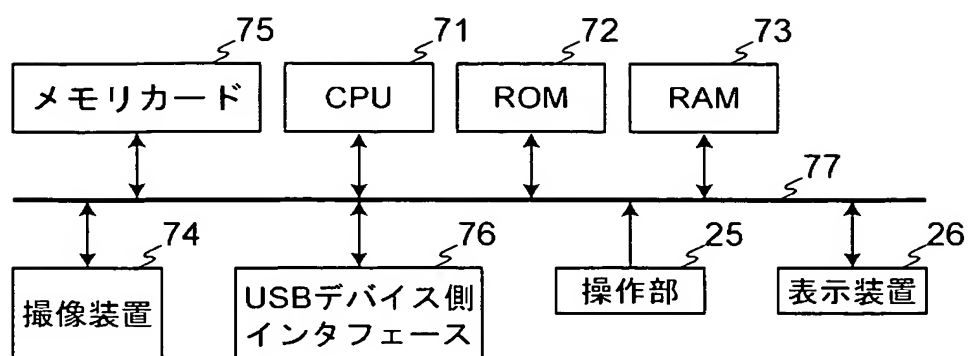 75
71
72
73
メモリカード
CPU
ROM
RAM
77
74
76
25
26
撮像装置
USBデバイス側
インタフェース
操作部
表示装置